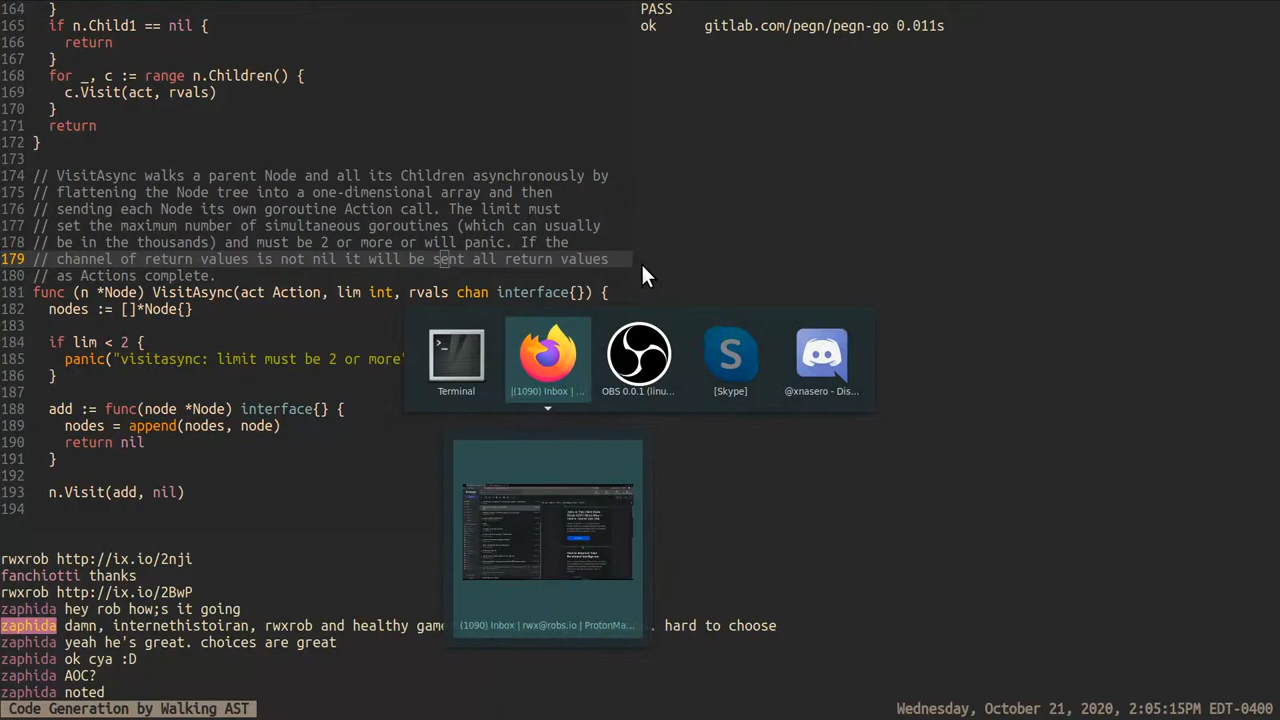 164   }
165   if n.Child1 == nil {
166     return
167   }
168   for _, c := range n.Children() {
169     c.Visit(act, rvals)
170   }
171   return
172 }
173
174 // VisitAsync walks a parent Node and all its Children asynchronously by
175 // flattening the Node tree into a one-dimensional array and then
176 // sending each Node its own goroutine Action call. The limit must
177 // set the maximum number of simultaneous goroutines (which can usually
178 // be in the thousands) and must be 2 or more or will panic. If the
179 // channel of return values is not nil it will be sent all return values
180 // as Actions complete.
181 func (n *Node) VisitAsync(act Action, lim int, rvals chan interface{}) {
182   nodes := []*Node{}
183
184   if lim < 2 {
185     panic("visitasync: limit must be 2 or more"
186   }
187
188   add := func(node *Node) interface{} {
189     nodes = append(nodes, node)
190     return nil
191   }
192
193   n.Visit(add, nil)
194
PASS
ok      gitlab.com/pegn/pegn-go 0.011s
Terminal
|(1090) Inbox | ...
OBS 0.0.1 (linu...
[Skype]
@xnasero - Dis...
(1090) Inbox | rwx@robs.io | ProtonMa...
rwxrob http://ix.io/2nji
fanchiotti thanks
rwxrob http://ix.io/2BwP
zaphida hey rob how;s it going
zaphida damn, internethistoiran, rwxrob and healthy game . hard to choose
zaphida yeah he's great. choices are great
zaphida ok cya :D
zaphida AOC?
zaphida noted
Code Generation by Walking AST
Wednesday, October 21, 2020, 2:05:15PM EDT-0400